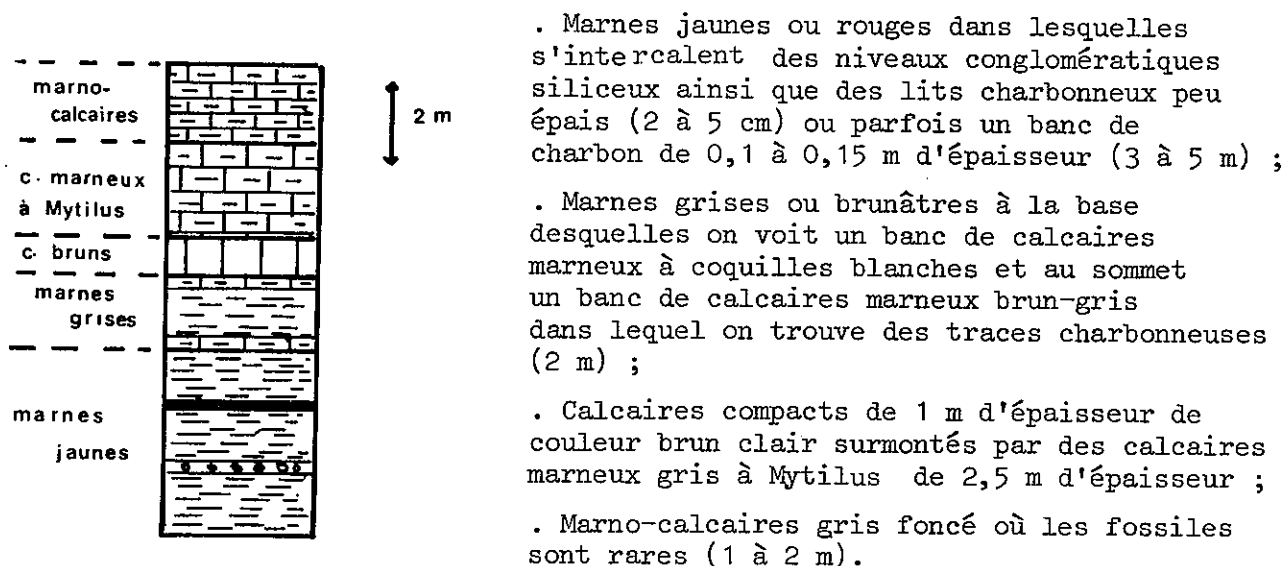 marno-
calcaires
c. marneux
à Mytilus
c. bruns
marnes
grises
marnes
jaunes
2 m
. Marnes jaunes ou rouges dans lesquelles
s'intercalent des niveaux conglomératiques
siliceux ainsi que des lits charbonneux peu
épais (2 à 5 cm) ou parfois un banc de
charbon de 0,1 à 0,15 m d'épaisseur (3 à 5 m) ;
. Marnes grises ou brunâtres à la base
desquelles on voit un banc de calcaires
marneux à coquilles blanches et au sommet
un banc de calcaires marneux brun-gris
dans lequel on trouve des traces charbonneuses
(2 m) ;
. Calcaires compacts de 1 m d'épaisseur de
couleur brun clair surmontés par des calcaires
marneux gris à Mytilus de 2,5 m d'épaisseur ;
. Marno-calcaires gris foncé où les fossiles
sont rares (1 à 2 m).